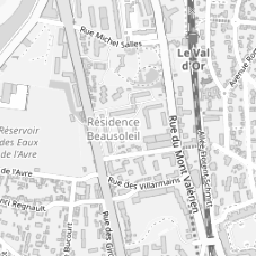 Rue Michel Salles
Le Val
d'Or
Résidence
Beausoleil
Réservoir
des Eaux
de l'Avre
Rue du Mont Valérien
de l'Avre
Rue des Villarmains
Regnault
Rue des